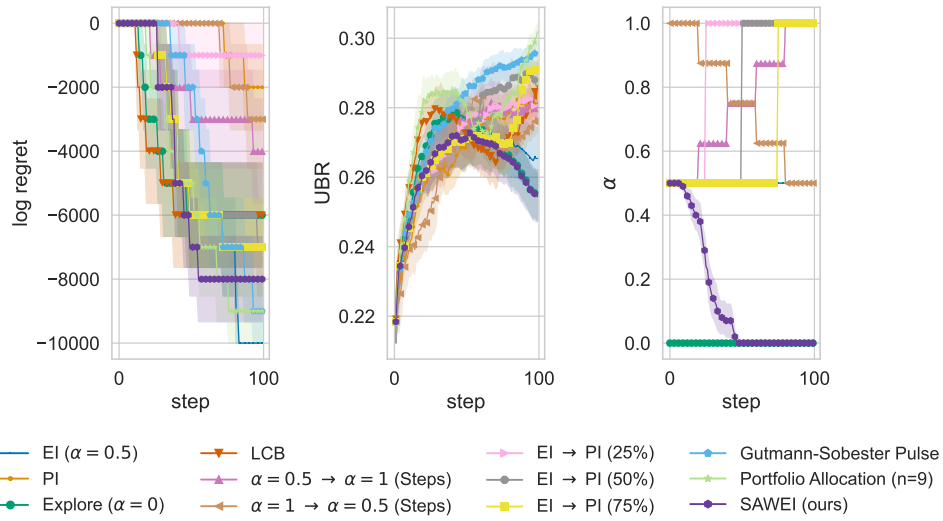 0
−2000
−4000
−6000
−8000
−10000
log regret
0 100
step
0.30
0.28
0.26
0.24
0.22
UBR
0 100
step
1.0
0.8
0.6
0.4
0.2
0.0
α
0 100
step
EI (α = 0.5)
PI
Explore (α = 0)
LCB
α = 0.5 → α = 1 (Steps)
α = 1 → α = 0.5 (Steps)
EI → PI (25%)
EI → PI (50%)
EI → PI (75%)
Gutmann-Sobester Pulse
Portfolio Allocation (n=9)
SAWEI (ours)